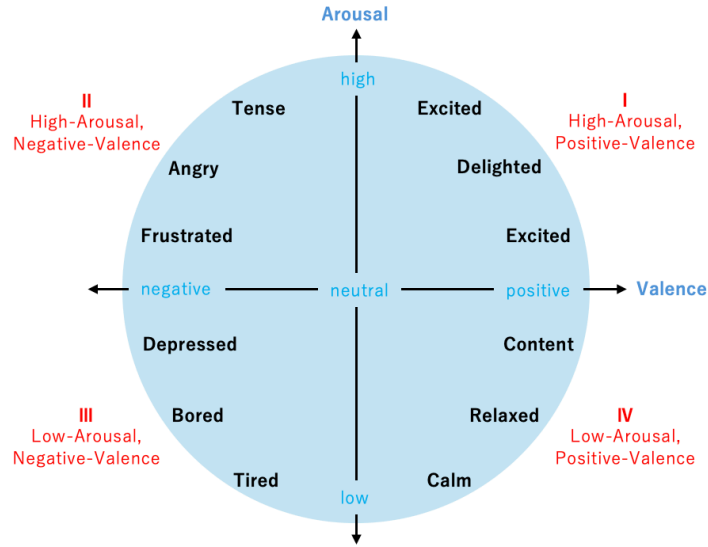 Arousal
high
II
High-Arousal,
Negative-Valence
I
High-Arousal,
Positive-Valence
Tense
Excited
Angry
Delighted
Frustrated
Excited
negative
neutral
positive
Valence
Depressed
Content
Bored
Relaxed
III
Low-Arousal,
Negative-Valence
IV
Low-Arousal,
Positive-Valence
Tired
Calm
low